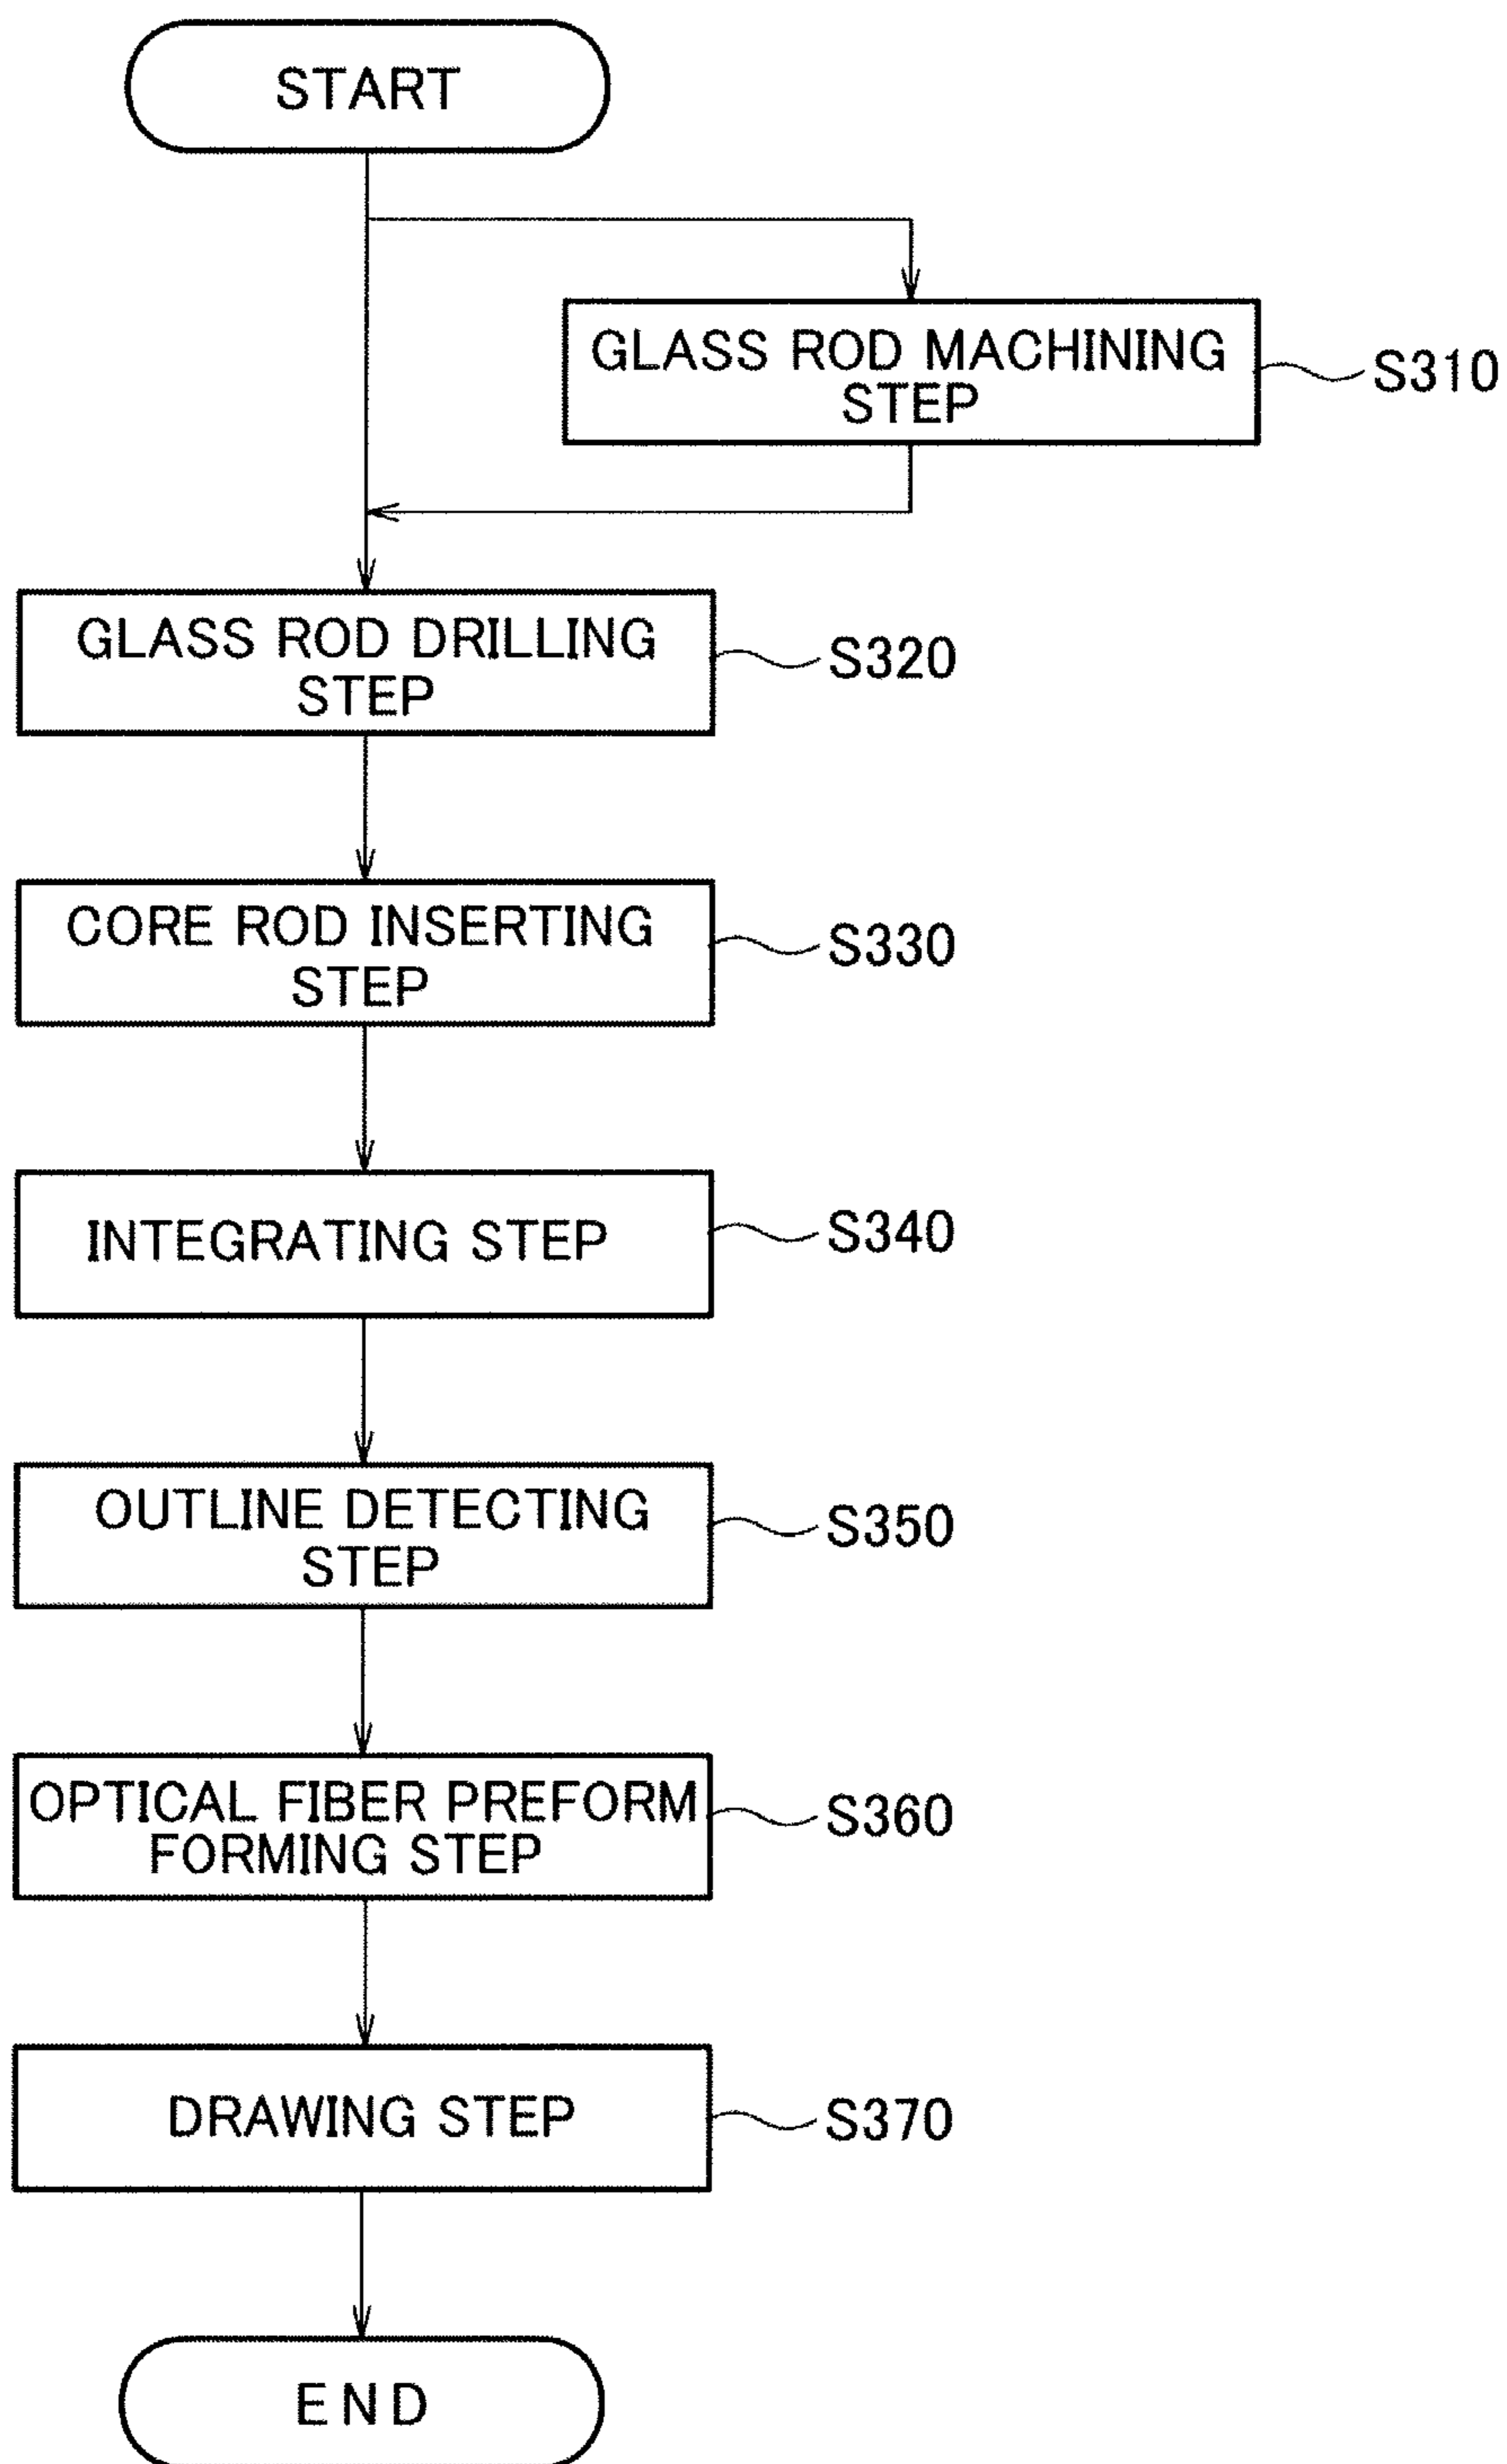 START
GLASS ROD MACHINING
STEP
S310
GLASS ROD DRILLING
STEP
S320
CORE ROD INSERTING
STEP
S330
INTEGRATING STEP
S340
OUTLINE DETECTING
STEP
S350
OPTICAL FIBER PREFORM
FORMING STEP
S360
DRAWING STEP
S370
END